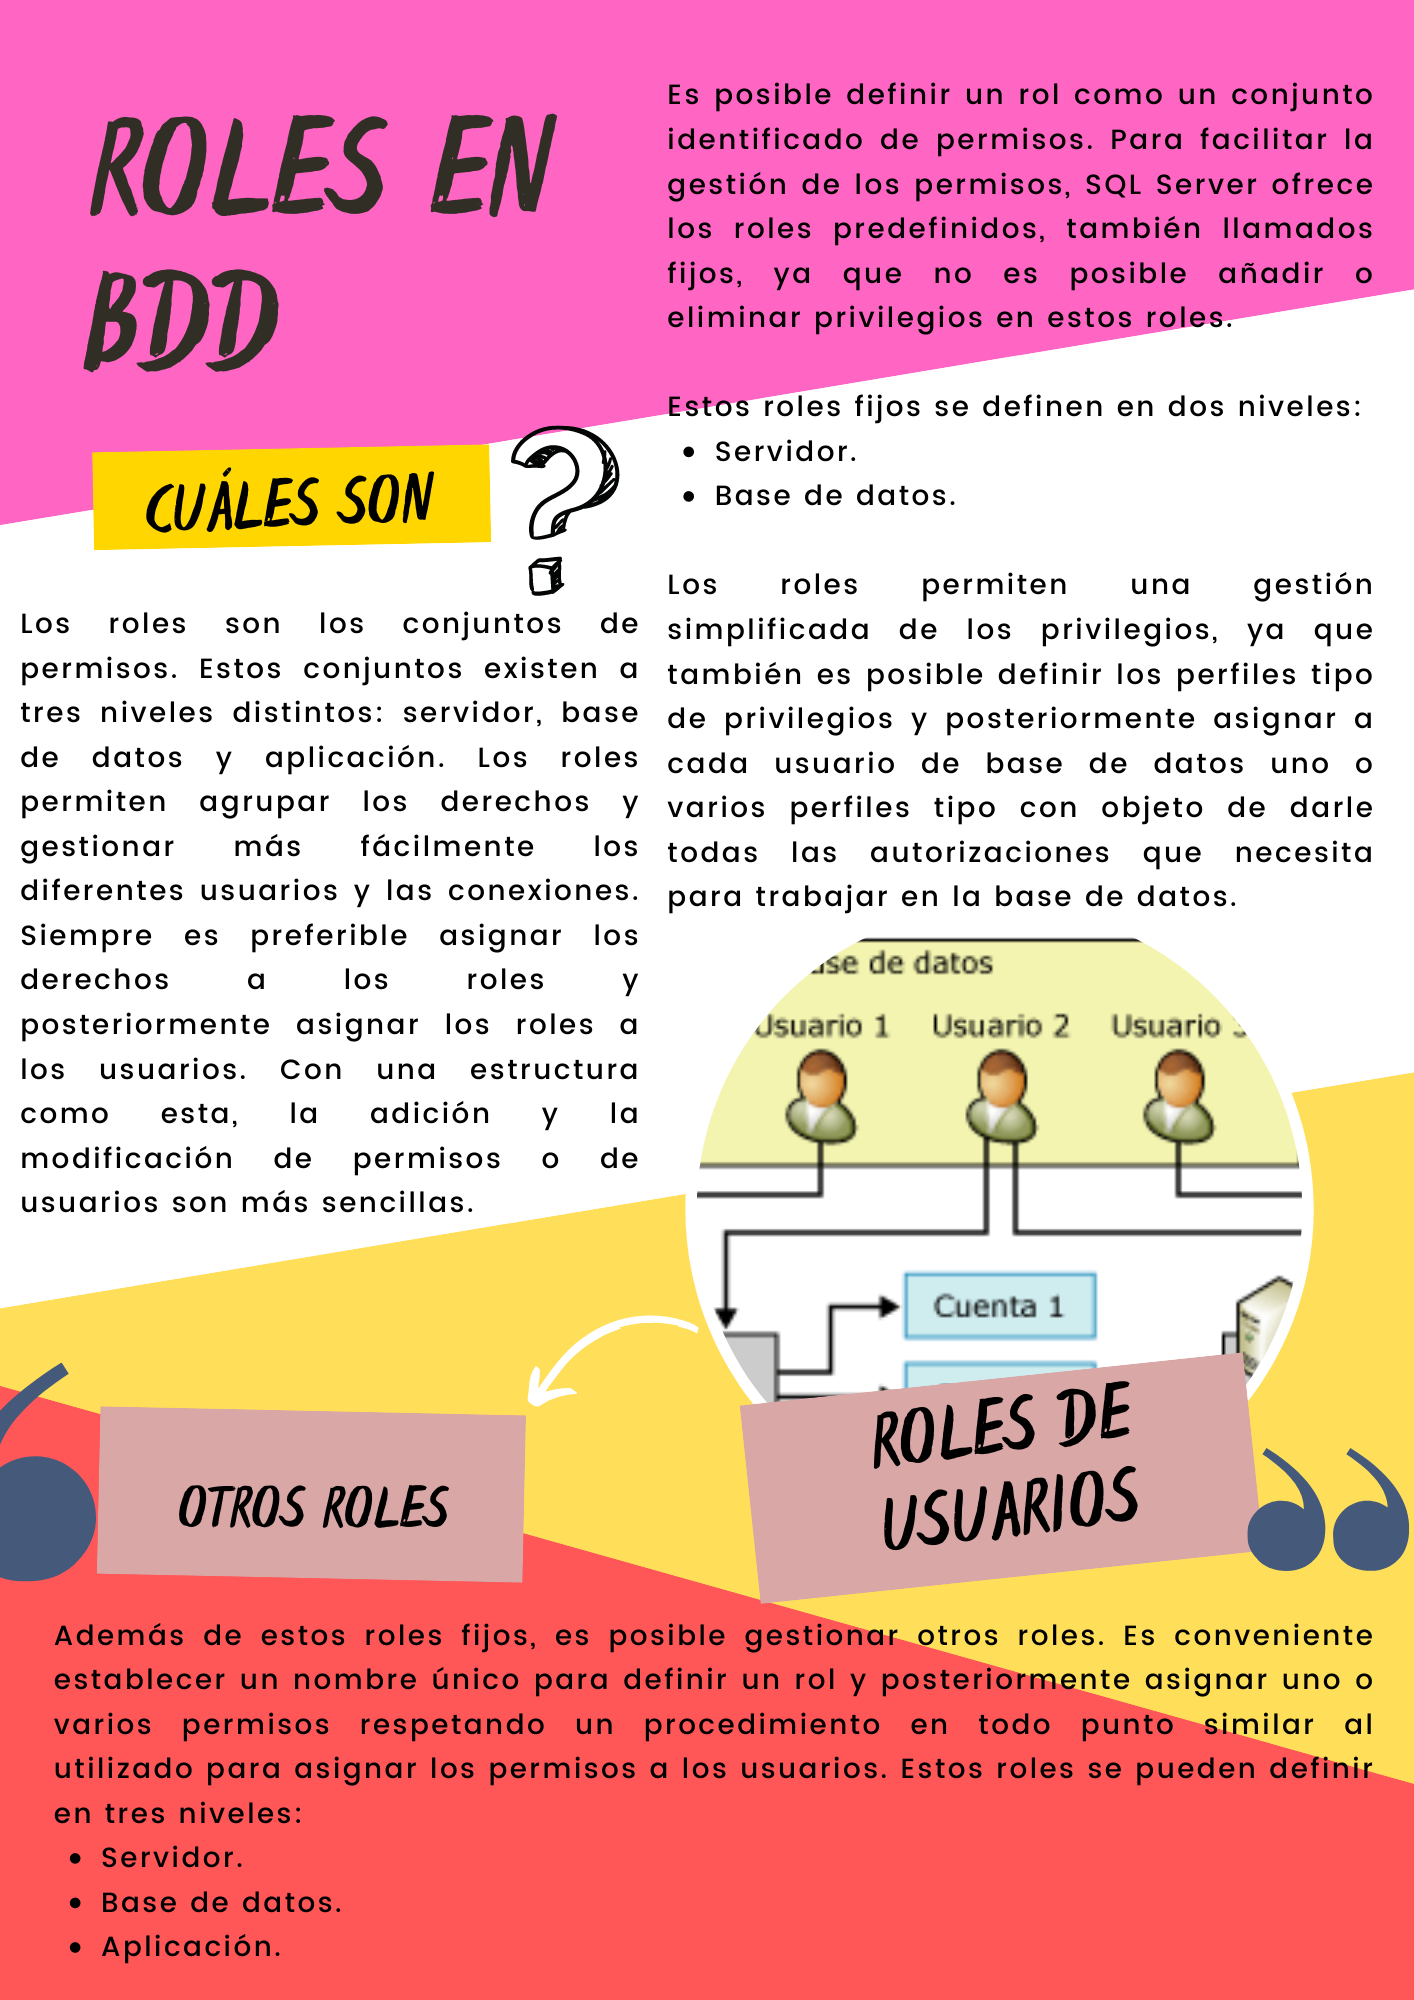 ROLES EN
BDD
CUÁLES SON
?
Los roles son los conjuntos de
permisos. Estos conjuntos existen a
tres niveles distintos: servidor, base
de datos y aplicación. Los roles
permiten agrupar los derechos y
gestionar más fácilmente los
diferentes usuarios y las conexiones.
Siempre es preferible asignar los
derechos a los roles y
posteriormente asignar los roles a
los usuarios. Con una estructura
como esta, la adición y la
modificación de permisos o de
usuarios son más sencillas.
Es posible definir un rol como un conjunto
identificado de permisos. Para facilitar la
gestión de los permisos, SQL Server ofrece
los roles predefinidos, también llamados
fijos, ya que no es posible añadir o
eliminar privilegios en estos roles.
Estos roles fijos se definen en dos niveles:
• Servidor.
• Base de datos.
Los roles permiten una gestión
simplificada de los privilegios, ya que
también es posible definir los perfiles tipo
de privilegios y posteriormente asignar a
cada usuario de base de datos uno o
varios perfiles tipo con objeto de darle
todas las autorizaciones que necesita
para trabajar en la base de datos.
de datos
Usuario 1 Usuario 2 Usuario
Cuenta 1
ROLES DE
USUARIOS
OTROS ROLES
Además de estos roles fijos, es posible gestionar otros roles. Es conveniente
establecer un nombre único para definir un rol y posteriormente asignar uno o
varios permisos respetando un procedimiento en todo punto similar al
utilizado para asignar los permisos a los usuarios. Estos roles se pueden definir
en tres niveles:
• Servidor.
• Base de datos.
• Aplicación.